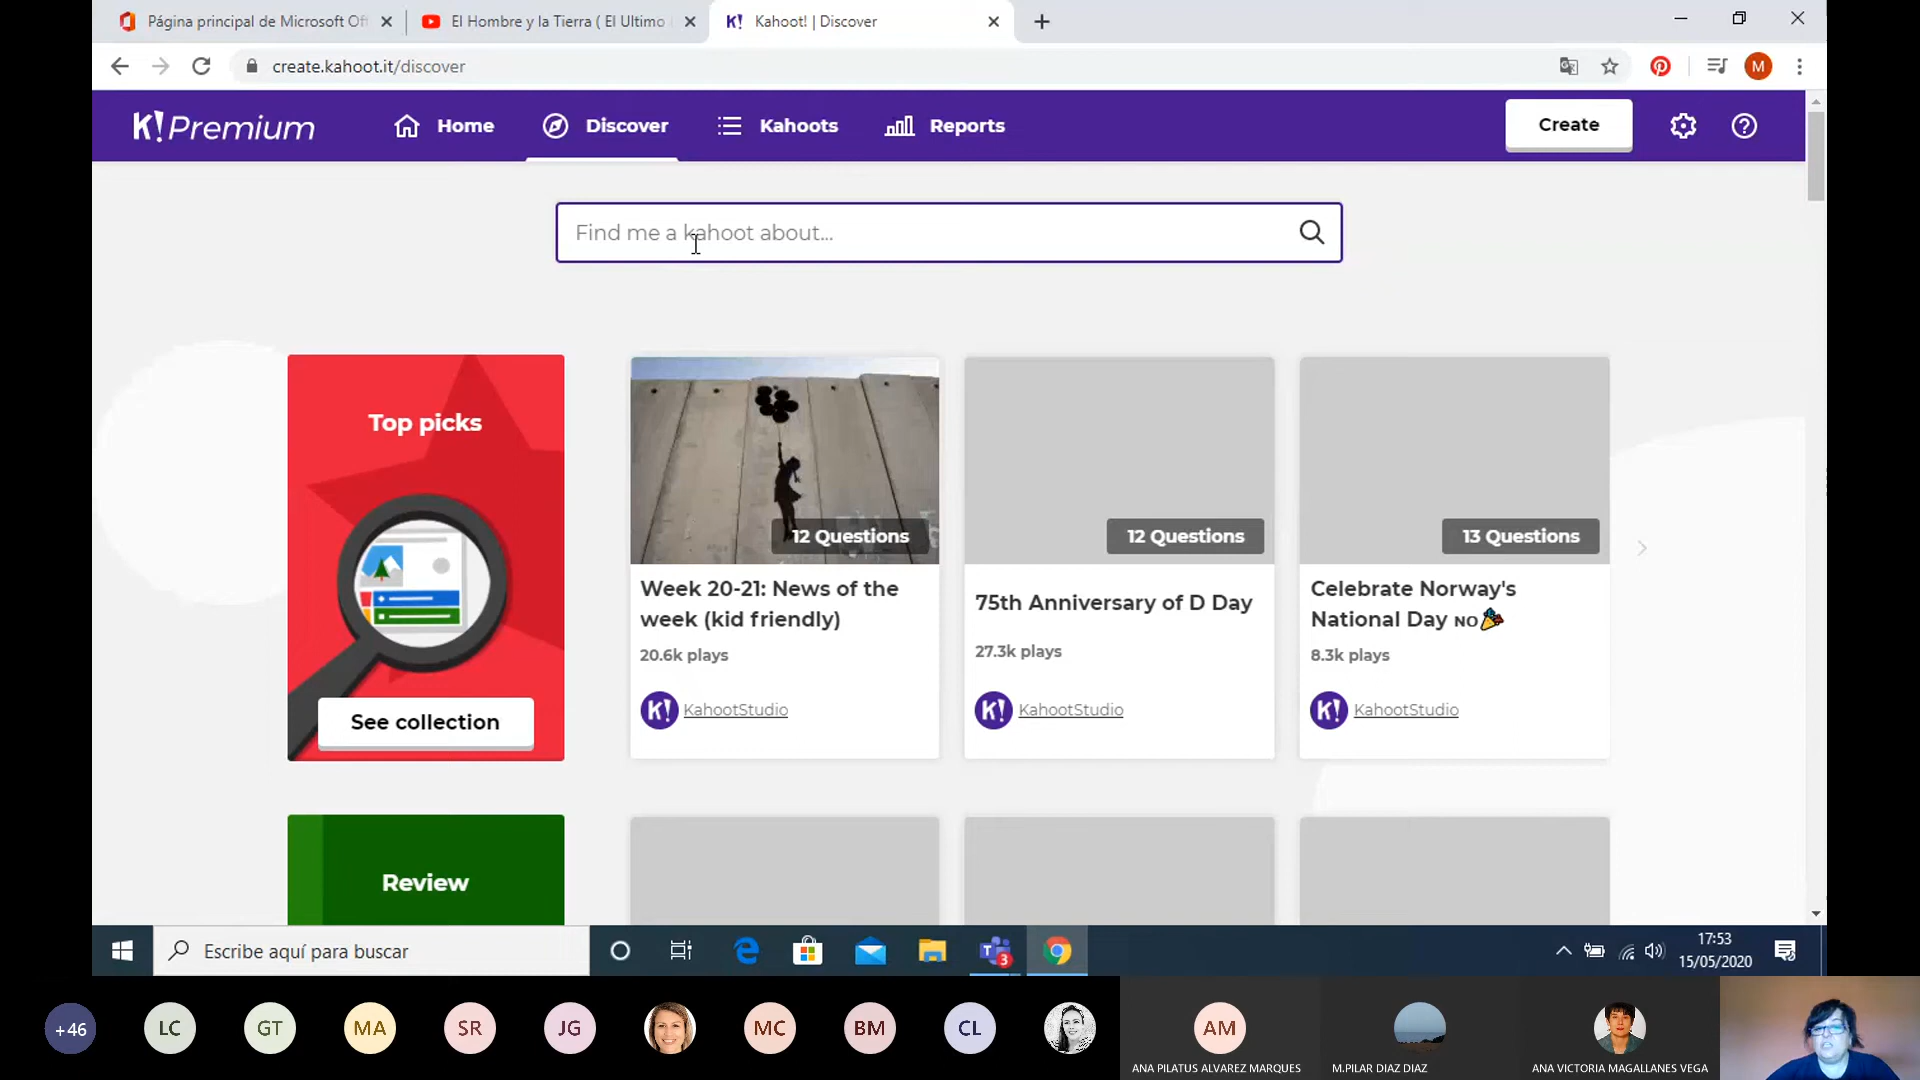 Página principal de Microsoft Off
El Hombre y la Tierra ( El Ultimo
K! Kahoot! | Discover
create.kahoot.it/discover
M
K! Premium
Home
Discover
Kahoots
Reports
Create
Find me a kahoot about...
Top picks
See collection
12 Questions
Week 20-21: News of the
week (kid friendly)
20.6k plays
K! KahootStudio
12 Questions
75th Anniversary of D Day
27.3k plays
K! KahootStudio
13 Questions
Celebrate Norway's
National Day NO
8.3k plays
K! KahootStudio
Review
Escribe aquí para buscar
3
17:53
15/05/2020
+46
LC
GT
MA
SR
JG
MC
BM
CL
AM
ANA PILATUS ALVAREZ MARQUES
M.PILAR DIAZ DIAZ
ANA VICTORIA MAGALLANES VEGA